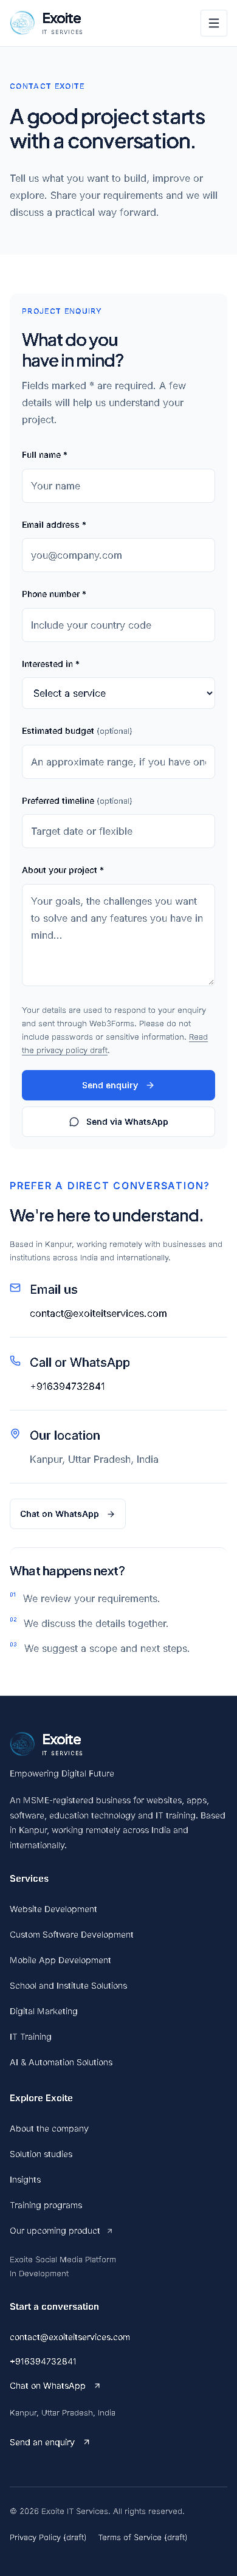 Exoite
IT SERVICES
CONTACT EXOITE
A good project starts
with a conversation.
Tell us what you want to build, improve or
explore. Share your requirements and we will
discuss a practical way forward.
PROJECT ENQUIRY
What do you
have in mind?
Fields marked * are required. A few
details will help us understand your
project.
Full name *
Your name
Email address *
you@company.com
Phone number *
Include your country code
Interested in *
Select a service
Estimated budget (optional)
An approximate range, if you have one
Preferred timeline (optional)
Target date or flexible
About your project *
Your goals, the challenges you want
to solve and any features you have in
mind...
Your details are used to respond to your enquiry
and sent through Web3Forms. Please do not
include passwords or sensitive information. Read
the privacy policy draft.
Send enquiry
Send via WhatsApp
PREFER A DIRECT CONVERSATION?
We're here to understand.
Based in Kanpur, working remotely with businesses and
institutions across India and internationally.
Email us
contact@exoiteitservices.com
Call or WhatsApp
+916394732841
Our location
Kanpur, Uttar Pradesh, India
Chat on WhatsApp
What happens next?
01 We review your requirements.
02 We discuss the details together.
03 We suggest a scope and next steps.
Exoite
IT SERVICES
Empowering Digital Future
An MSME-registered business for websites, apps,
software, education technology and IT training. Based
in Kanpur, working remotely across India and
internationally.
Services
Website Development
Custom Software Development
Mobile App Development
School and Institute Solutions
Digital Marketing
IT Training
AI & Automation Solutions
Explore Exoite
About the company
Solution studies
Insights
Training programs
Our upcoming product
Exoite Social Media Platform
In Development
Start a conversation
contact@exoiteitservices.com
+916394732841
Chat on WhatsApp
Kanpur, Uttar Pradesh, India
Send an enquiry
© 2026 Exoite IT Services. All rights reserved.
Privacy Policy (draft) Terms of Service (draft)